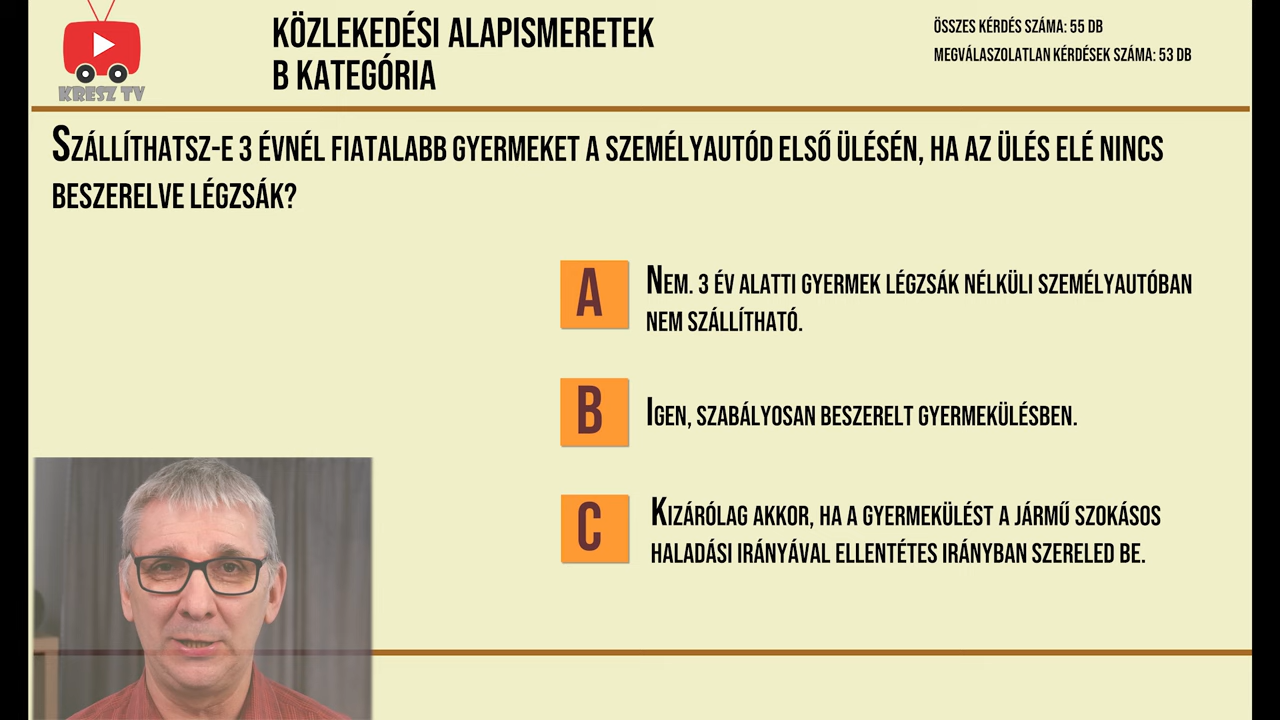 KRESZ TV
KÖZLEKEDÉSI ALAPISMERETEK
B KATEGÓRIA
ÖSSZES KÉRDÉS SZÁMA: 55 DB
MEGVÁLASZOLATLAN KÉRDÉSEK SZÁMA: 53 DB
SZÁLLÍTHATSZ-E 3 ÉVNÉL FIATALABB GYERMEKET A SZEMÉLYAUTÓD ELSŐ ÜLÉSÉN, HA AZ ÜLÉS ELÉ NINCS
BESZERELVE LÉGZSÁK?
A
NEM. 3 ÉV ALATTI GYERMEK LÉGZSÁK NÉLKÜLI SZEMÉLYAUTÓBAN
NEM SZÁLLÍTHATÓ.
B
IGEN, SZABÁLYOSAN BESZERELT GYERMEKÜLÉSBEN.
C
KIZÁRÓLAG AKKOR, HA A GYERMEKÜLÉST A JÁRMŰ SZOKÁSOS
HALADÁSI IRÁNYÁVAL ELLENTÉTES IRÁNYBAN SZERELED BE.